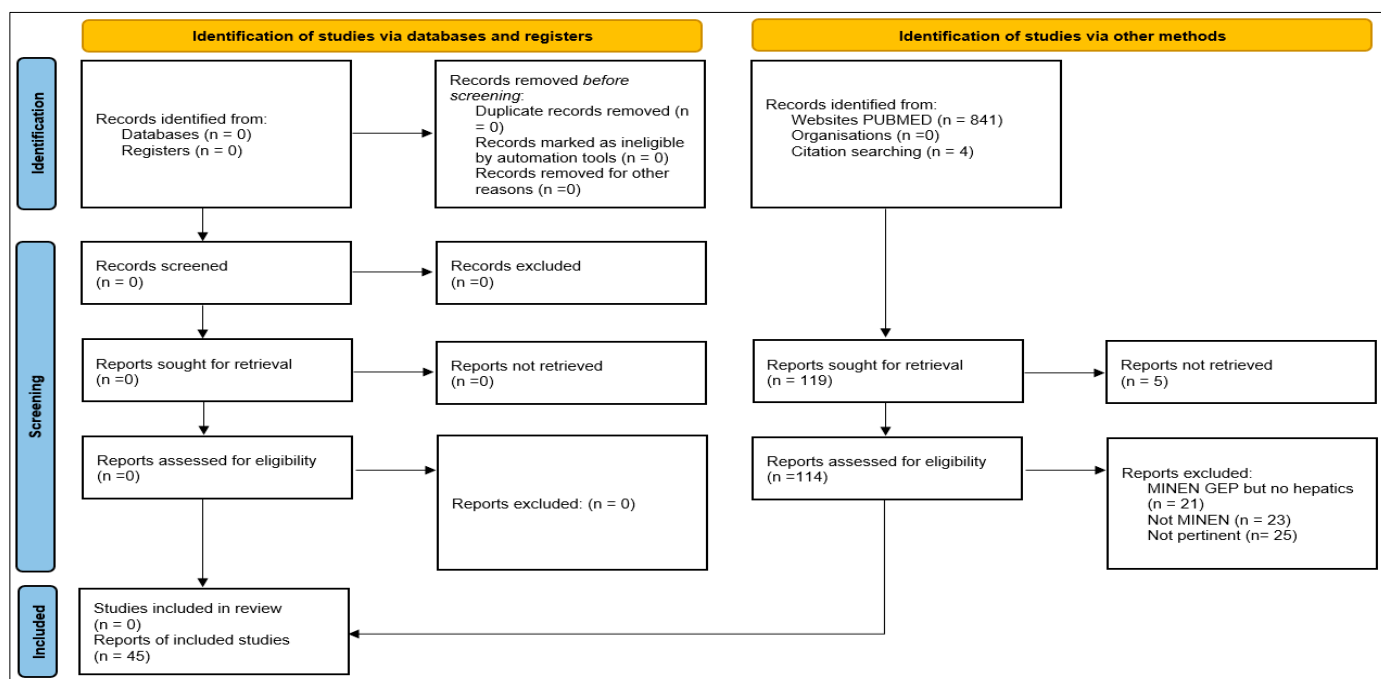 Identification of studies via databases and registers
Identification of studies via other methods
Identification
Records identified from:
Databases (n = 0)
Registers (n = 0)
Records removed before
screening:
Duplicate records removed (n
= 0)
Records marked as ineligible
by automation tools (n = 0)
Records removed for other
reasons (n =0)
Records identified from:
Websites PUBMED (n = 841)
Organisations (n =0)
Citation searching (n = 4)
Screening
Records screened
(n = 0)
Records excluded
(n =0)
Reports sought for retrieval
(n =0)
Reports not retrieved
(n =0)
Reports sought for retrieval
(n = 119)
Reports not retrieved
(n = 5)
Reports assessed for eligibility
(n =0)
Reports excluded: (n = 0)
Reports assessed for eligibility
(n =114)
Reports excluded:
MINEN GEP but no hepatics
(n = 21)
Not MINEN (n = 23)
Not pertinent (n= 25)
Included
Studies included in review
(n = 0)
Reports of included studies
(n = 45)